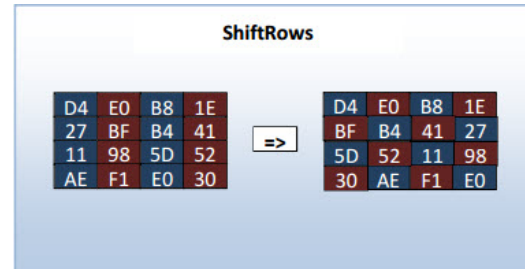 ShiftRows
D4 E0 B8 1E
27 BF B4 41
11 98 5D 52
AE F1 E0 30
=>
D4 E0 B8 1E
BF B4 41 27
5D 52 11 98
30 AE F1 E0